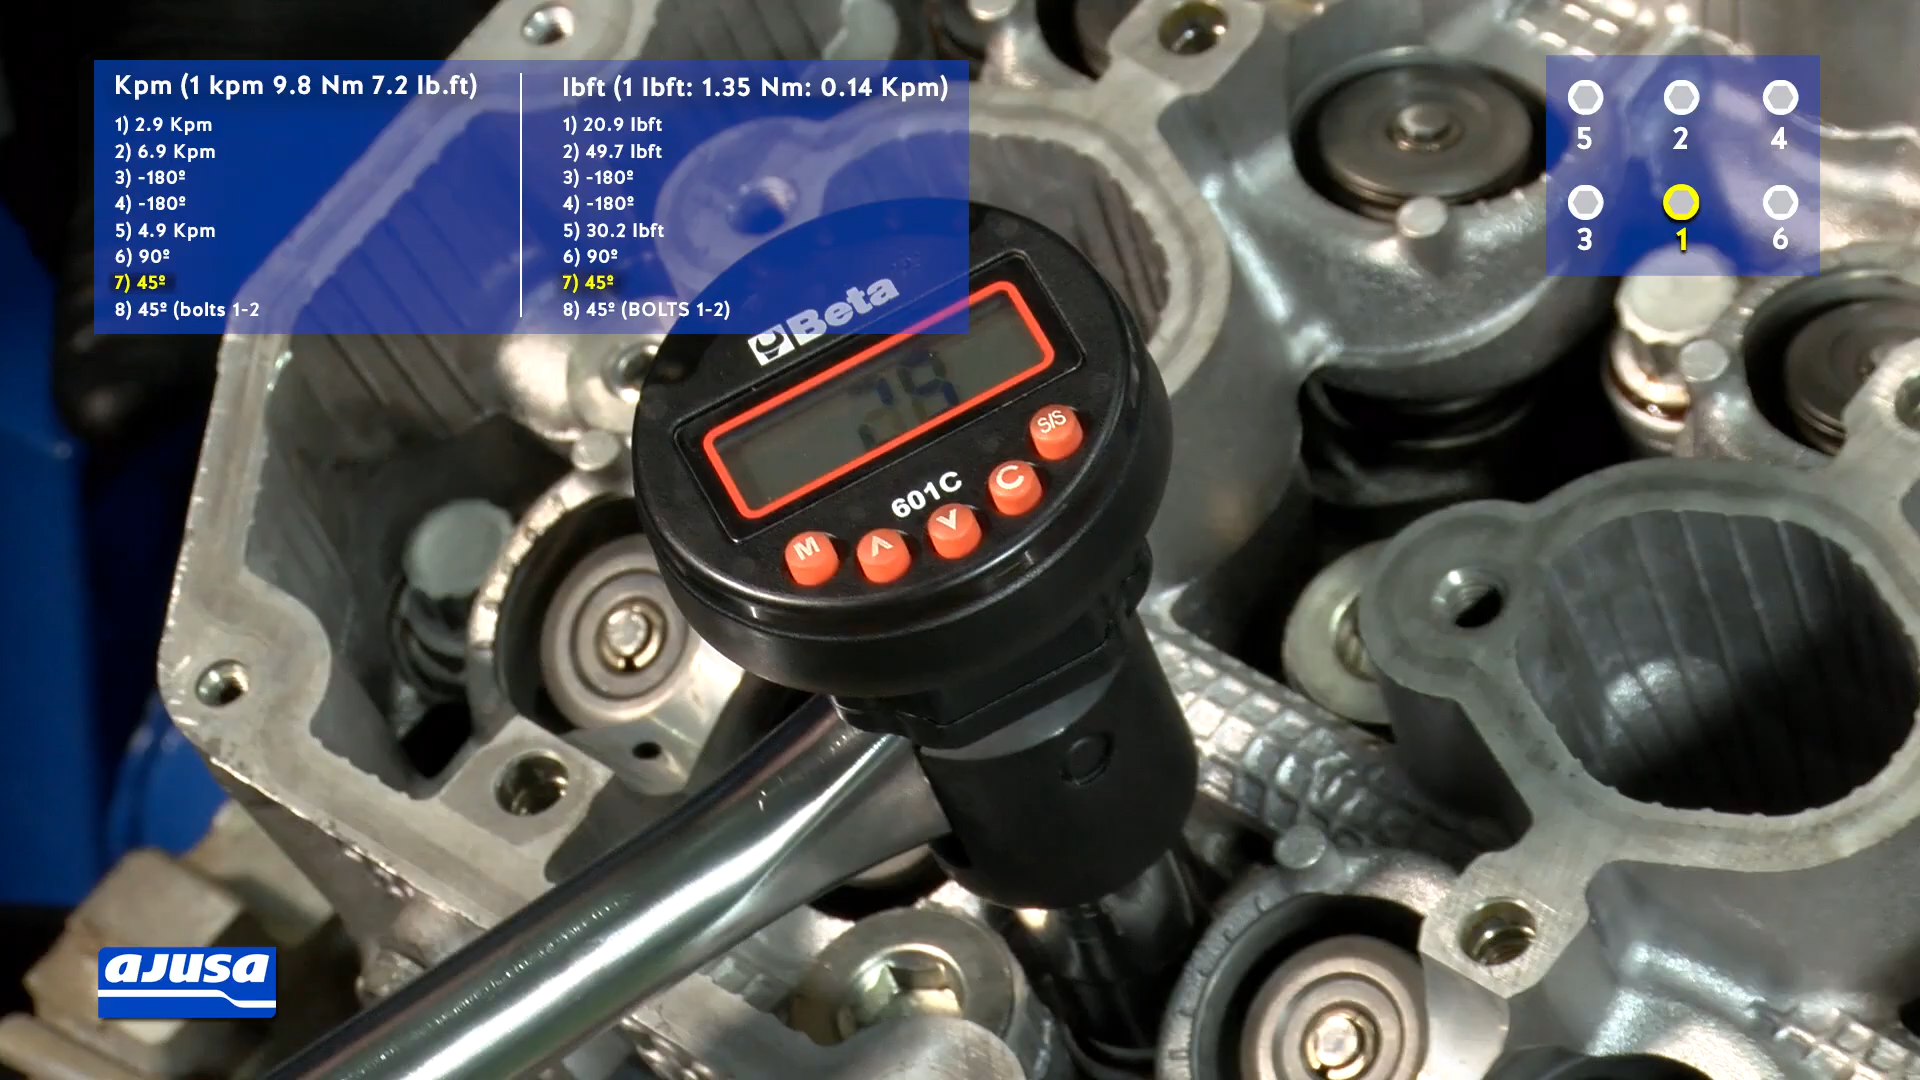 Kpm (1 kpm 9.8 Nm 7.2 lb.ft)
1) 2.9 Kpm
2) 6.9 Kpm
3) -180º
4) -180º
5) 4.9 Kpm
6) 90º
7) 45º
8) 45º (bolts 1-2
lbft (1 lbft: 1.35 Nm: 0.14 Kpm)
1) 20.9 lbft
2) 49.7 lbft
3) -180º
4) -180º
5) 30.2 lbft
6) 90º
7) 45º
8) 45º (BOLTS 1-2)
5 2 4
3 1 6
Beta
601C
M
C
S/S
ajusa